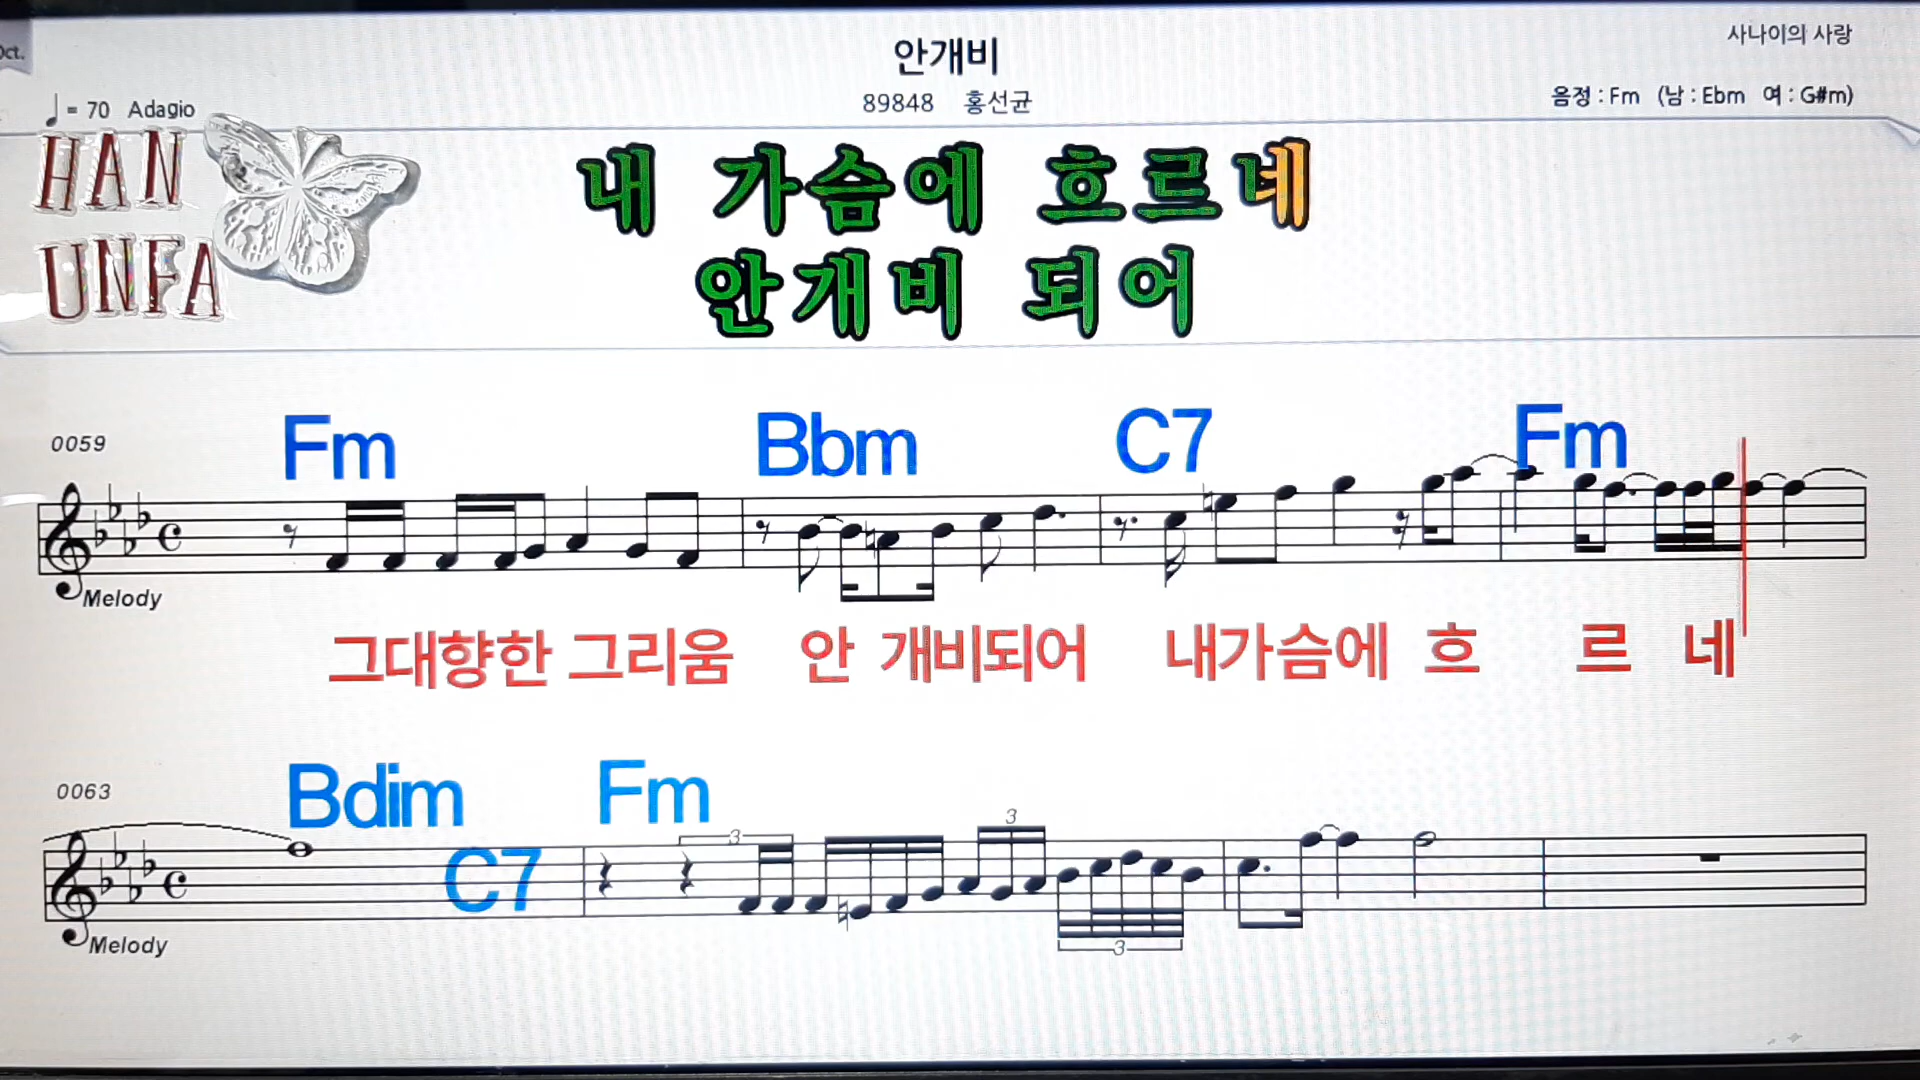 Oct.
안개비
사나이의 사랑
♩= 70 Adagio
89848 홍선균
음정 : Fm (남 : Ebm 여 : G#m)
HAN
UNFA
내 가슴에 흐르네
안개비 되어
Fm Bbm C7 Fm
0059
Melody
그대향한 그리움 안 개비되어 내가슴에 흐 르 네
Bdim Fm
0063
3 3
C7
Melody
3